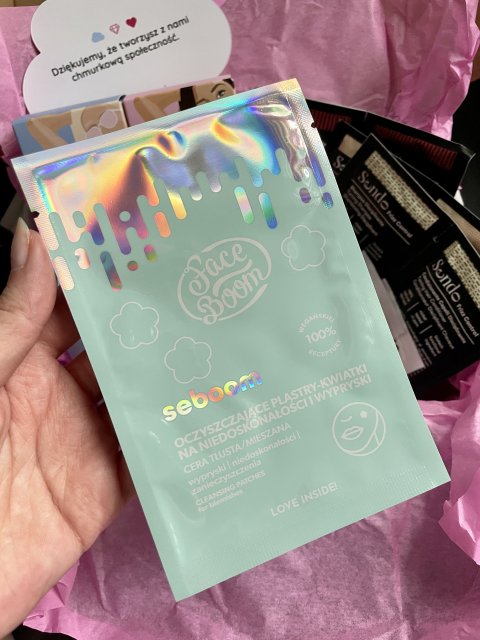 Dziękujemy, że tworzysz z nami
chmurkową społeczność.
Face
Boom
WEGAŃSKIE!
100%
RECEPTURY
seboom
OCZYSZCZAJĄCE PLASTRY-KWIATKI
NA NIEDOSKONAŁOŚCI I WYPRYSKI
CERA TŁUSTA/MIESZANA
wypryski | niedoskonałości |
zanieczyszczenia
CLEANSING PATCHES
for blemishes
LOVE INSIDE!
Sendo
Sendo